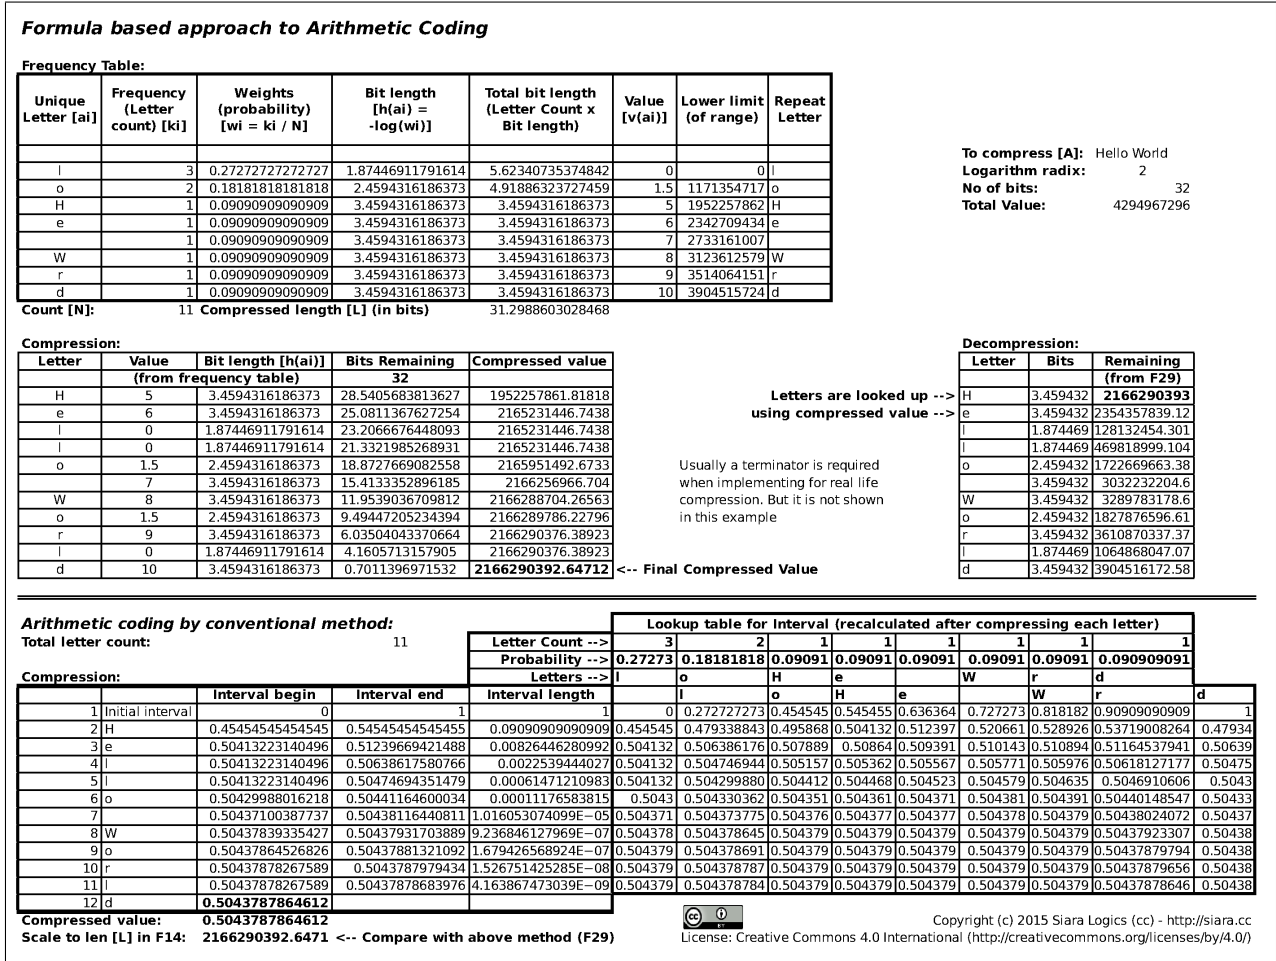 Formula based approach to Arithmetic Coding
Frequency Table:
Unique Letter [ai] Frequency (Letter count) [ki] Weights (probability) [wi = ki / N] Bit length [h(ai) = -log(wi)] Total bit length (Letter Count x Bit length) Value [v(ai)] Lower limit (of range) Repeat Letter
To compress [A]: Hello World
Logarithm radix: 2
No of bits: 32
Total Value: 4294967296
l 3 0.27272727272727 1.87446911791614 5.62340735374842 0 0 l
o 2 0.18181818181818 2.4594316186373 4.91886323727459 1.5 1171354717 o
H 1 0.09090909090909 3.4594316186373 3.4594316186373 5 1952257862 H
e 1 0.09090909090909 3.4594316186373 3.4594316186373 6 2342709434 e
1 0.09090909090909 3.4594316186373 3.4594316186373 7 2733161007
W 1 0.09090909090909 3.4594316186373 3.4594316186373 8 3123612579 W
r 1 0.09090909090909 3.4594316186373 3.4594316186373 9 3514064151 r
d 1 0.09090909090909 3.4594316186373 3.4594316186373 10 3904515724 d
Count [N]: 11 Compressed length [L] (in bits) 31.2988603028468
Compression:
Letter Value Bit length [h(ai)] Bits Remaining Compressed value
(from frequency table) 32
H 5 3.4594316186373 28.5405683813627 1952257861.81818
e 6 3.4594316186373 25.0811367627254 2165231446.7438
l 0 1.87446911791614 23.2066676448093 2165231446.7438
l 0 1.87446911791614 21.3321985268931 2165231446.7438
o 1.5 2.4594316186373 18.8727669082558 2165951492.6733
7 3.4594316186373 15.4133352896185 2166256966.704
W 8 3.4594316186373 11.9539036709812 2166288704.26563
o 1.5 2.4594316186373 9.49447205234394 2166289786.22796
r 9 3.4594316186373 6.03504043370664 2166290376.38923
l 0 1.87446911791614 4.1605713157905 2166290376.38923
d 10 3.4594316186373 0.7011396971532 2166290392.64712 <-- Final Compressed Value
Letters are looked up -->
using compressed value -->
Usually a terminator is required
when implementing for real life
compression. But it is not shown
in this example
Decompression:
Letter Bits Remaining
(from F29)
H 3.459432 2166290393
e 3.459432 2354357839.12
l 1.874469 128132454.301
l 1.874469 469818999.104
o 2.459432 1722669663.38
3.459432 3032232204.6
W 3.459432 3289783178.6
o 2.459432 1827876596.61
r 3.459432 3610870337.37
l 1.874469 1064868047.07
d 3.459432 3904516172.58
Arithmetic coding by conventional method:
Lookup table for Interval (recalculated after compressing each letter)
Total letter count: 11 Letter Count --> 3 2 1 1 1 1 1 1
Probability --> 0.27273 0.18181818 0.09091 0.09091 0.09091 0.09091 0.09091 0.090909091
Compression: Letters --> l o H e W r d
Interval begin Interval end Interval length l o H e W r d
1 Initial interval 0 1 1 0 0.272727273 0.454545 0.545455 0.636364 0.727273 0.818182 0.90909090909 1
2 H 0.45454545454545 0.54545454545455 0.09090909090909 0.454545 0.479338843 0.495868 0.504132 0.512397 0.520661 0.528926 0.53719008264 0.47934
3 e 0.50413223140496 0.51239669421488 0.00826446280992 0.504132 0.506386176 0.507889 0.50864 0.509391 0.510143 0.510894 0.51164537941 0.50639
4 l 0.50413223140496 0.50638617580766 0.0022539444027 0.504132 0.504746944 0.505157 0.505362 0.505567 0.505771 0.505976 0.50618127177 0.50475
5 l 0.50413223140496 0.50474694351479 0.00061471210983 0.504132 0.504299880 0.504412 0.504468 0.504523 0.504579 0.504635 0.5046910606 0.5043
6 o 0.50429988016218 0.50441164600034 0.00011176583815 0.5043 0.504330362 0.504351 0.504361 0.504371 0.504381 0.504391 0.50440148547 0.50433
7 0.50437100387737 0.50438116440811 1.016053074099E−05 0.504371 0.504373775 0.504376 0.504377 0.504377 0.504378 0.504379 0.50438024072 0.50437
8 W 0.50437839335427 0.50437931703889 9.236846127969E−07 0.504378 0.504378645 0.504379 0.504379 0.504379 0.504379 0.504379 0.50437923307 0.50438
9 o 0.50437864526826 0.50437881321092 1.679426568924E−07 0.504379 0.504378691 0.504379 0.504379 0.504379 0.504379 0.504379 0.50437879794 0.50438
10 r 0.50437878267589 0.5043787979434 1.526751425285E−08 0.504379 0.504378787 0.504379 0.504379 0.504379 0.504379 0.504379 0.50437879656 0.50438
11 l 0.50437878267589 0.50437878683976 4.163867473039E−09 0.504379 0.504378784 0.504379 0.504379 0.504379 0.504379 0.504379 0.50437878646 0.50438
12 d 0.5043787864612
Compressed value: 0.5043787864612
Scale to len [L] in F14: 2166290392.6471 <-- Compare with above method (F29)
cc BY
Copyright (c) 2015 Siara Logics (cc) - http://siara.cc
License: Creative Commons 4.0 International (http://creativecommons.org/licenses/by/4.0/)